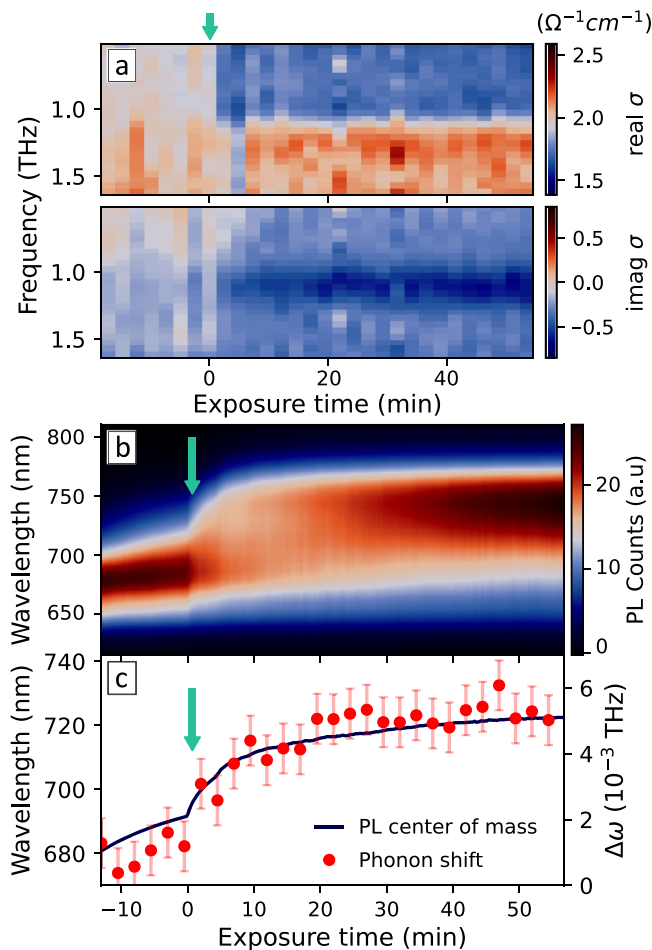 (Ω⁻¹cm⁻¹)
a
1.0
1.5
2.5
2.0
1.5
real σ
Frequency (THz)
1.0
1.5
0.5
0.0
−0.5
imag σ
0 20 40
Exposure time (min)
b
800
750
700
650
Wavelength (nm)
20
10
0
PL Counts (a.u)
c
740
720
700
680
Wavelength (nm)
6
4
2
0
Δω (10⁻³ THz)
PL center of mass
Phonon shift
−10 0 10 20 30 40 50
Exposure time (min)